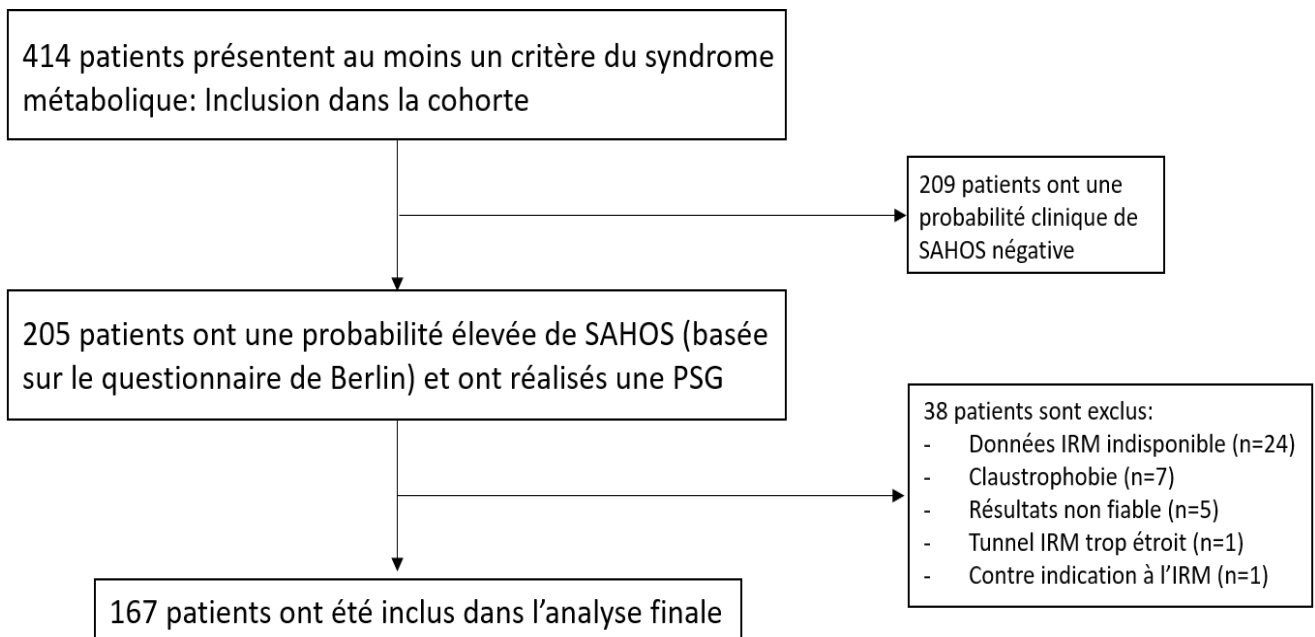 414 patients présentent au moins un critère du syndrome
métabolique: Inclusion dans la cohorte
209 patients ont une
probabilité clinique de
SAHOS négative
205 patients ont une probabilité élevée de SAHOS (basée
sur le questionnaire de Berlin) et ont réalisés une PSG
38 patients sont exclus:
- Données IRM indisponible (n=24)
- Claustrophobie (n=7)
- Résultats non fiable (n=5)
- Tunnel IRM trop étroit (n=1)
- Contre indication à l’IRM (n=1)
167 patients ont été inclus dans l’analyse finale